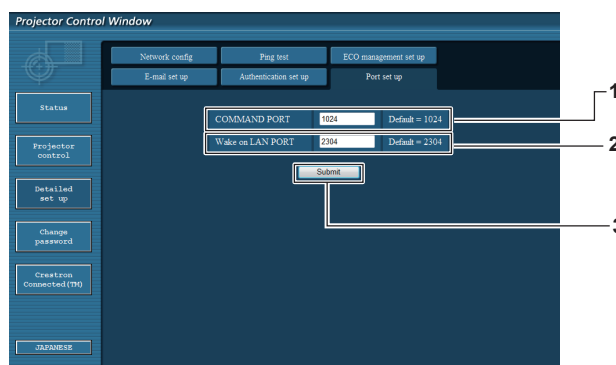 Projector Control Window
Network config
Ping test
ECO management set up
E-mail set up
Authentication set up
Port set up
Status
Projector
control
Detailed
set up
Change
password
Crestron
Connected(TM)
JAPANESE
COMMAND PORT 1024 Default = 1024
Wake on LAN PORT 2304 Default = 2304
Submit
1
2
3